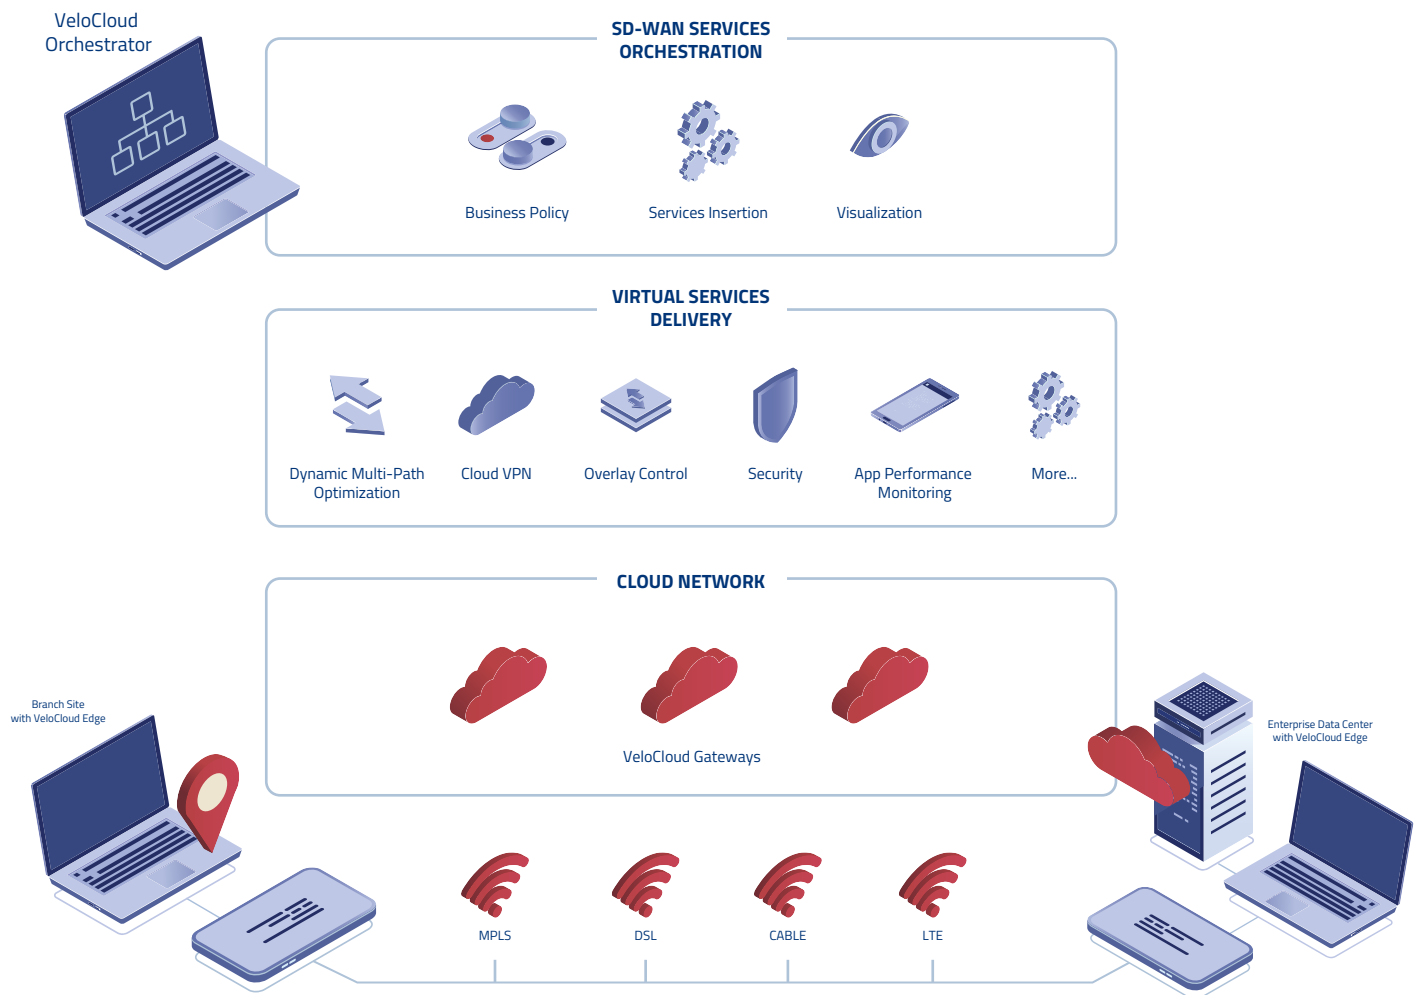 VeloCloud
Orchestrator
SD-WAN SERVICES
ORCHESTRATION
Business Policy
Services Insertion
Visualization
VIRTUAL SERVICES
DELIVERY
Dynamic Multi-Path
Optimization
Cloud VPN
Overlay Control
Security
App Performance
Monitoring
More...
CLOUD NETWORK
VeloCloud Gateways
Branch Site
with VeloCloud Edge
Enterprise Data Center
with VeloCloud Edge
MPLS
DSL
CABLE
LTE